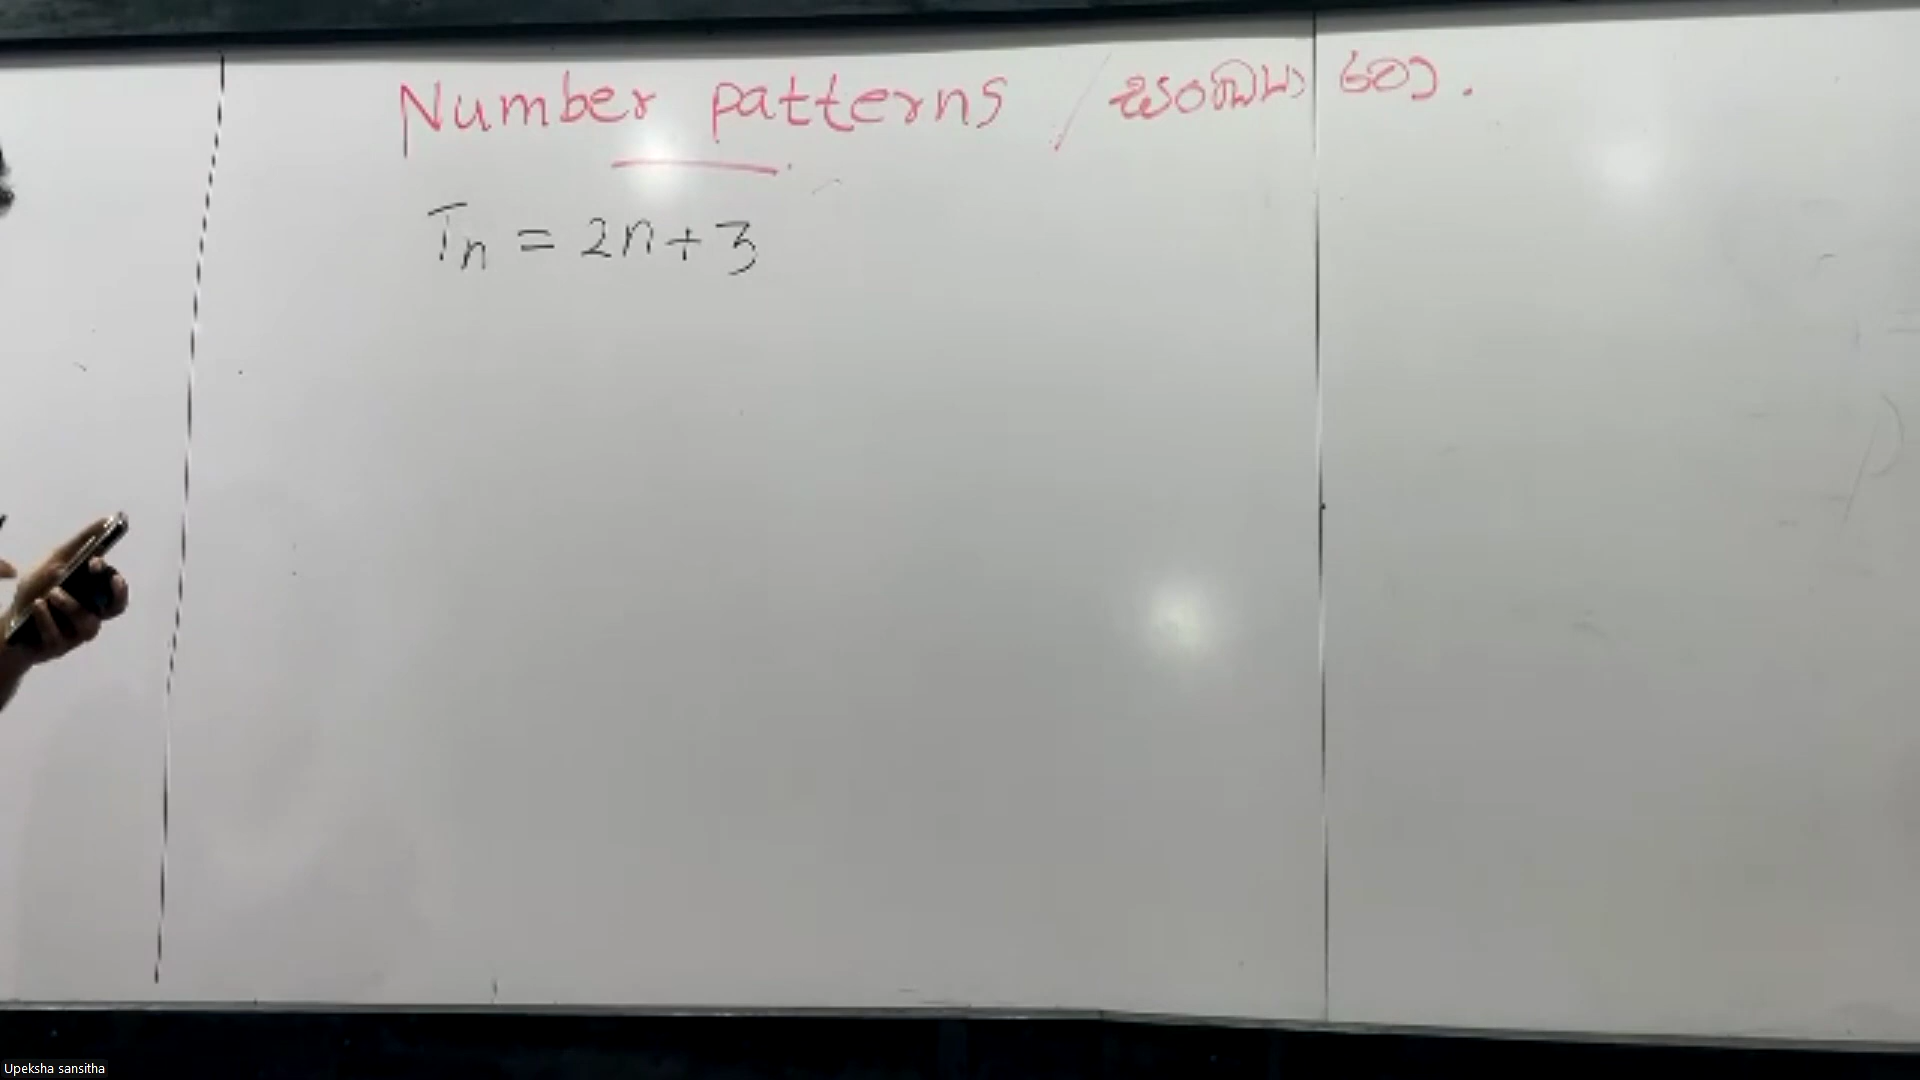 Number patterns / සංඛ්‍යා රටා.
Tn = 2n+3
Upeksha sansitha